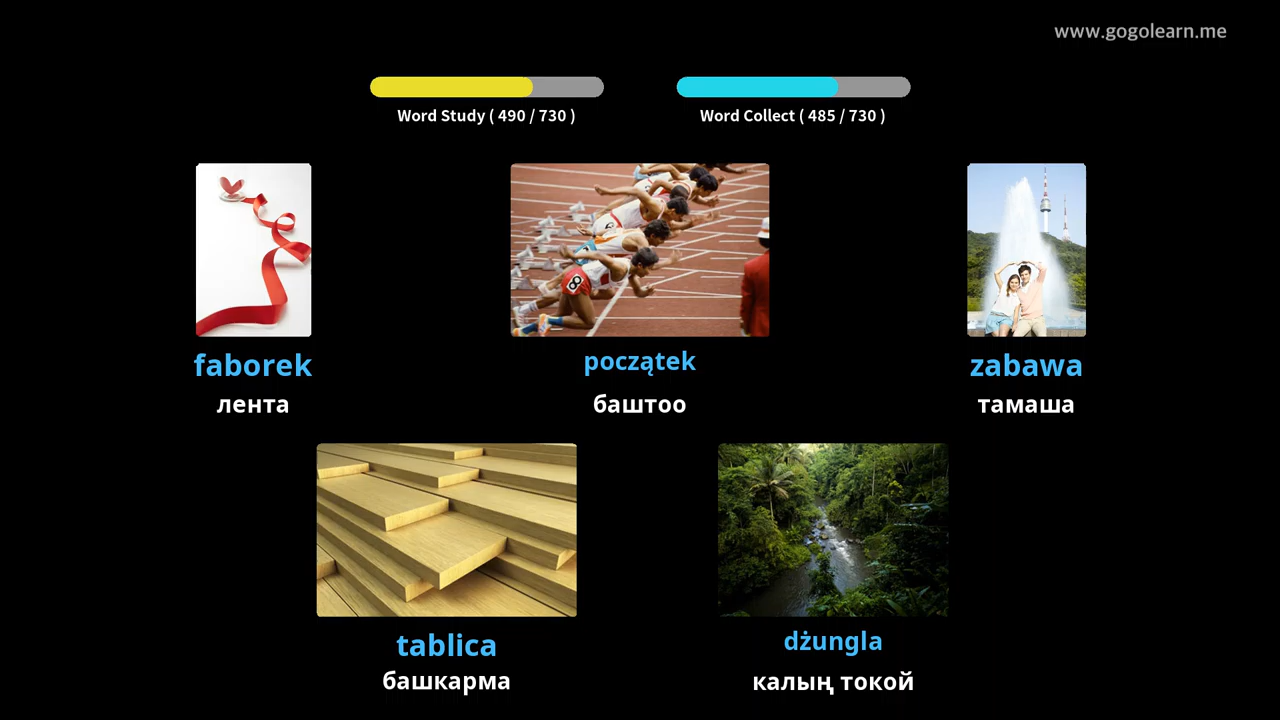 www.gogolearn.me
Word Study ( 490 / 730 )
Word Collect ( 485 / 730 )
faborek
лента
początek
баштоо
zabawa
тамаша
tablica
башкарма
dżungla
калың токой